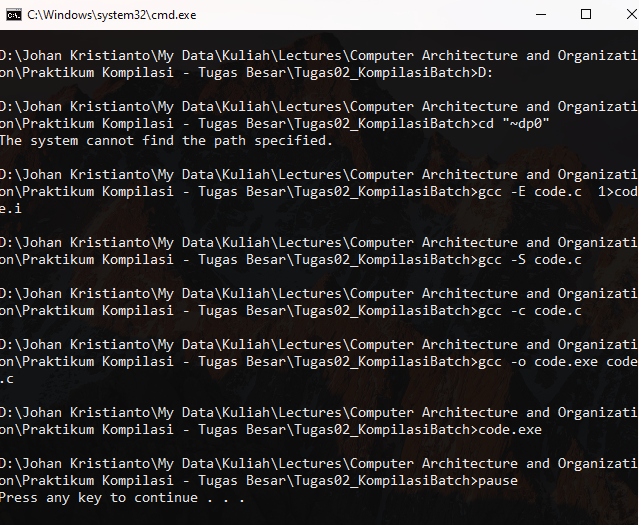 C:\Windows\system32\cmd.exe
D:\Johan Kristianto\My Data\Kuliah\Lectures\Computer Architecture and Organizati
on\Praktikum Kompilasi - Tugas Besar\Tugas02_KompilasiBatch>D:
D:\Johan Kristianto\My Data\Kuliah\Lectures\Computer Architecture and Organizati
on\Praktikum Kompilasi - Tugas Besar\Tugas02_KompilasiBatch>cd "~dp0"
The system cannot find the path specified.
D:\Johan Kristianto\My Data\Kuliah\Lectures\Computer Architecture and Organizati
on\Praktikum Kompilasi - Tugas Besar\Tugas02_KompilasiBatch>gcc -E code.c  1>cod
e.i
D:\Johan Kristianto\My Data\Kuliah\Lectures\Computer Architecture and Organizati
on\Praktikum Kompilasi - Tugas Besar\Tugas02_KompilasiBatch>gcc -S code.c
D:\Johan Kristianto\My Data\Kuliah\Lectures\Computer Architecture and Organizati
on\Praktikum Kompilasi - Tugas Besar\Tugas02_KompilasiBatch>gcc -c code.c
D:\Johan Kristianto\My Data\Kuliah\Lectures\Computer Architecture and Organizati
on\Praktikum Kompilasi - Tugas Besar\Tugas02_KompilasiBatch>gcc -o code.exe code
.c
D:\Johan Kristianto\My Data\Kuliah\Lectures\Computer Architecture and Organizati
on\Praktikum Kompilasi - Tugas Besar\Tugas02_KompilasiBatch>code.exe
D:\Johan Kristianto\My Data\Kuliah\Lectures\Computer Architecture and Organizati
on\Praktikum Kompilasi - Tugas Besar\Tugas02_KompilasiBatch>pause
Press any key to continue . . .